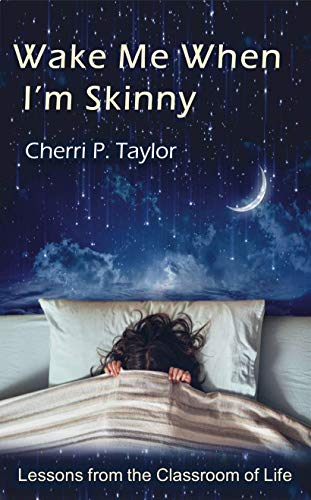 Wake Me When
I'm Skinny
Cherri P. Taylor
Lessons from the Classroom of Life